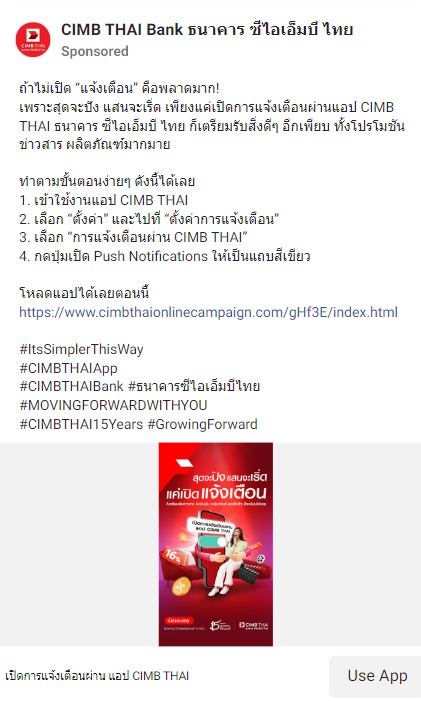 CIMB THAI Bank ธนาคาร ซีไอเอ็มบี ไทย
Sponsored
ถ้าไม่เปิด “แจ้งเตือน” คือพลาดมาก!
เพราะสุดจะปัง แสนจะเริ่ด เพียงแค่เปิดการแจ้งเตือนผ่านแอป CIMB
THAI ธนาคาร ซีไอเอ็มบี ไทย ก็เตรียมรับสิ่งดีๆ อีกเพียบ ทั้งโปรโมชัน
ข่าวสาร ผลิตภัณฑ์มากมาย
ทำตามขั้นตอนง่ายๆ ดังนี้ได้เลย
1. เข้าใช้งานแอป CIMB THAI
2. เลือก “ตั้งค่า” และไปที่ “ตั้งค่าการแจ้งเตือน”
3. เลือก “การแจ้งเตือนผ่าน CIMB THAI”
4. กดปุ่มเปิด Push Notifications ให้เป็นแถบสีเขียว
โหลดแอปได้เลยตอนนี้
https://www.cimbthaionlinecampaign.com/gHf3E/index.html
#ItsSimplerThisWay
#CIMBTHAIApp
#CIMBTHAIBank #ธนาคารซีไอเอ็มบีไทย
#MOVINGFORWARDWITHYOU
#CIMBTHAI15Years #GrowingForward
สุดจะปัง แสนจะเริ่ด
แค่เปิด แจ้งเตือน
เปิดการแจ้งเตือนผ่าน
แอป CIMB THAI
16%
CIMB THAI
เปิดการแจ้งเตือนผ่าน แอป CIMB THAI
Use App